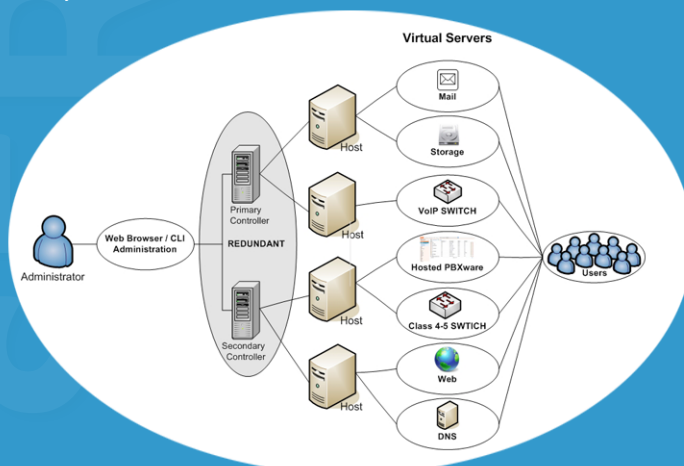 Virtual Servers
Mail
Host
Storage
Primary
Controller
VoIP SWITCH
Host
Web Browser / CLI
Administration
REDUNDANT
Administrator
Hosted PBXware
Users
Host
Class 4-5 SWTICH
Secondary
Controller
Web
Host
DNS